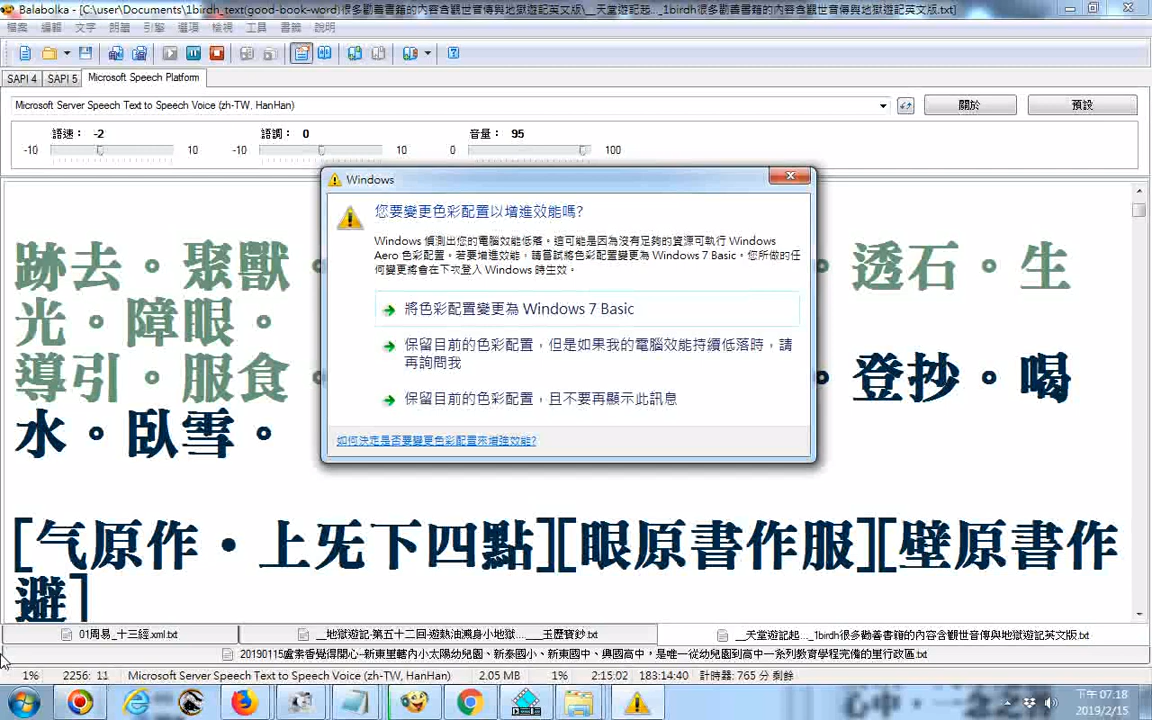 Balabolka - [C:\user\Documents\1birdh_text(good-book-word)很多勸善書籍的內容含觀世音傳與地獄遊記英文版\__天堂遊記起..._1birdh很多勸善書籍的內容含觀世音傳與地獄遊記英文版.txt]
檔案 編輯 文字 朗讀 引擎 選項 檢視 工具 書籤 說明
SAPI 4 SAPI 5 Microsoft Speech Platform
Microsoft Server Speech Text to Speech Voice (zh-TW, HanHan) 關於 預設
語速： -2 語調： 0 音量： 95
-10 10 -10 10 0 100
Windows
您要變更色彩配置以增進效能嗎?
Windows 偵測出您的電腦效能低落。這可能是因為沒有足夠的資源可執行 Windows
Aero 色彩配置。若要增進效能，請嘗試將色彩配置變更為 Windows 7 Basic。您所做的任
何變更將會在下次登入 Windows 時生效。
將色彩配置變更為 Windows 7 Basic
保留目前的色彩配置，但是如果我的電腦效能持續低落時，請
再詢問我
保留目前的色彩配置，且不要再顯示此訊息
如何決定是否要變更色彩配置來增強效能?
跡去。聚獸 。透石。生
光。障眼。
導引。服食 。登抄。喝
水。臥雪。
[气原作·上旡下四點][眼原書作服][壁原書作
避]
01周易_十三經.xml.txt __地獄遊記-第五十二回-遊熱油濺身小地獄...___玉歷寶鈔.txt __天堂遊記起..._1birdh很多勸善書籍的內容含觀世音傳與地獄遊記英文版.txt
20190115盧素香覺得開心--新東里轄內小太陽幼兒園、新泰國小、新東國中、興國高中，是唯一從幼兒園到高中一系列教育學程完備的里行政區.txt
1% 2256: 11 Microsoft Server Speech Text to Speech Voice (zh-TW, HanHan) 2.05 MB 1% 2:15:02 183:14:40 計時器: 765 分 剩餘
下午 07:18
2019/2/15